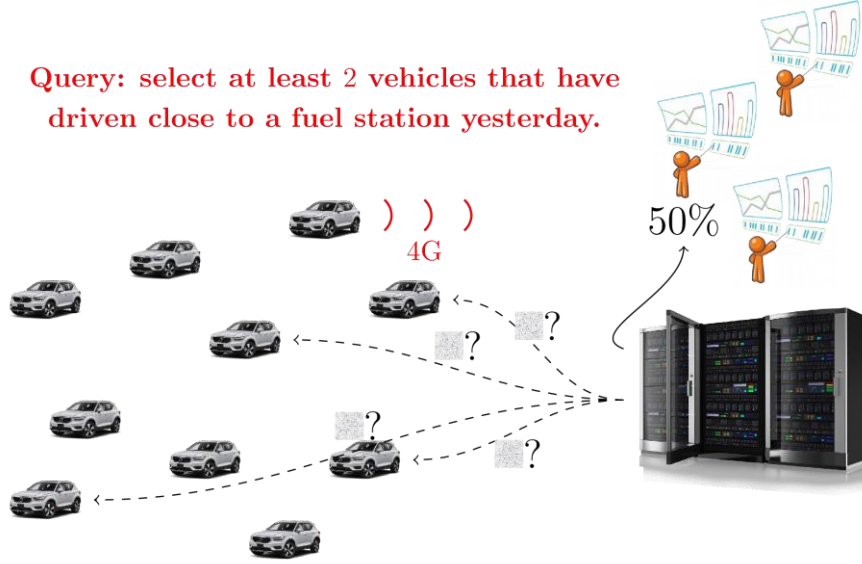 Query: select at least 2 vehicles that have
driven close to a fuel station yesterday.
50%
4G
?
?
?
?